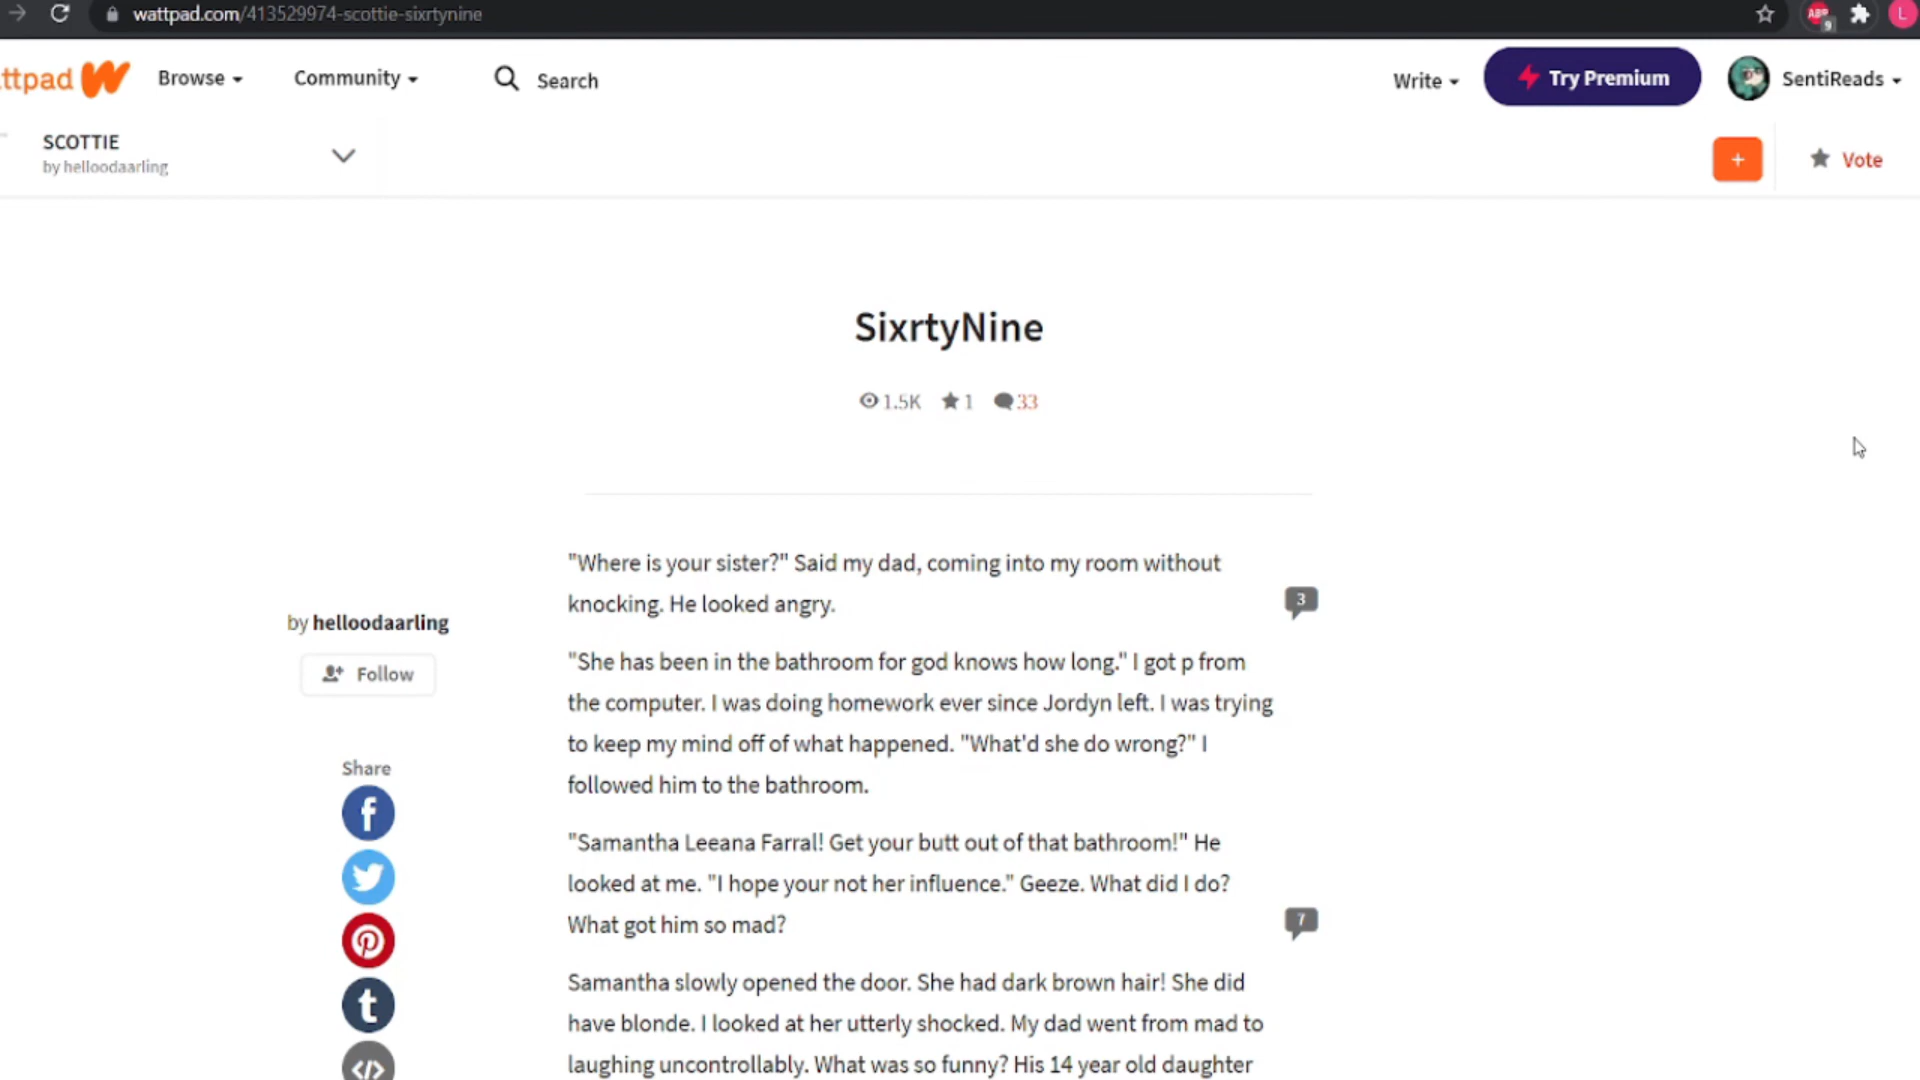 wattpad.com/413529974-scottie-sixrtynine
ABP
9
L
ttpad
Browse
Community
Search
Write
Try Premium
SentiReads
SCOTTIE
by helloodaarling
+
Vote
SixrtyNine
1.5K 1 33
"Where is your sister?" Said my dad, coming into my room without
knocking. He looked angry.
3
by helloodaarling
Follow
"She has been in the bathroom for god knows how long." I got p from
the computer. I was doing homework ever since Jordyn left. I was trying
to keep my mind off of what happened. "What'd she do wrong?" I
followed him to the bathroom.
Share
"Samantha Leeana Farral! Get your butt out of that bathroom!" He
looked at me. "I hope your not her influence." Geeze. What did I do?
What got him so mad?
7
Samantha slowly opened the door. She had dark brown hair! She did
have blonde. I looked at her utterly shocked. My dad went from mad to
laughing uncontrollably. What was so funny? His 14 year old daughter